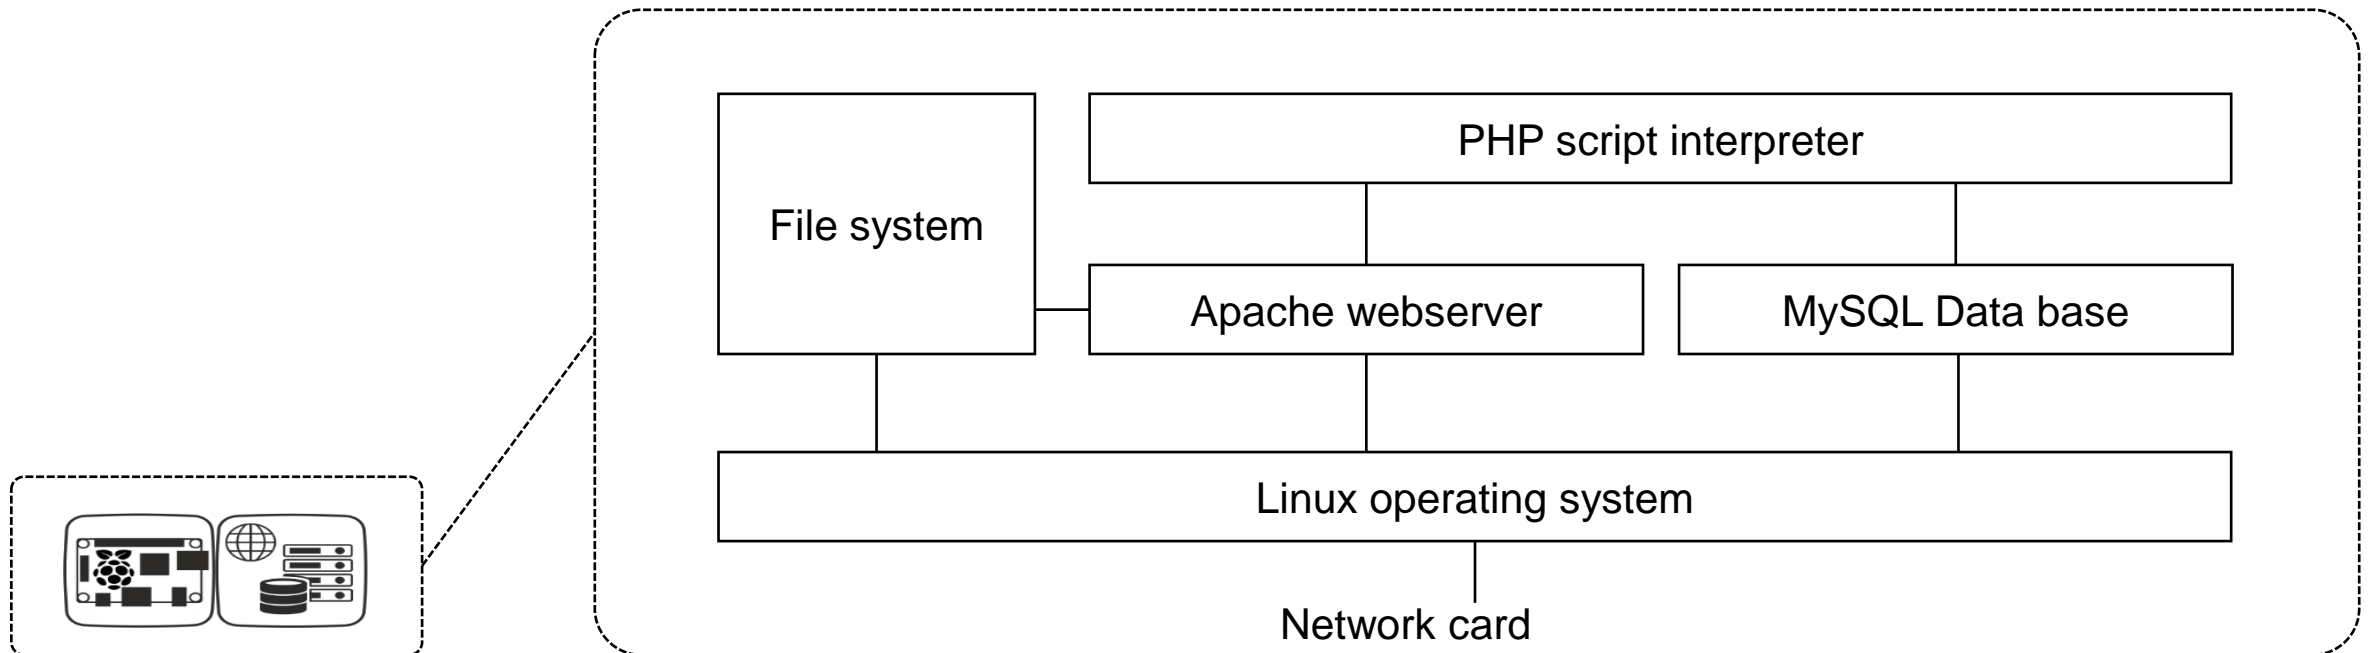 PHP script interpreter
File system
Apache webserver
MySQL Data base
Linux operating system
Network card